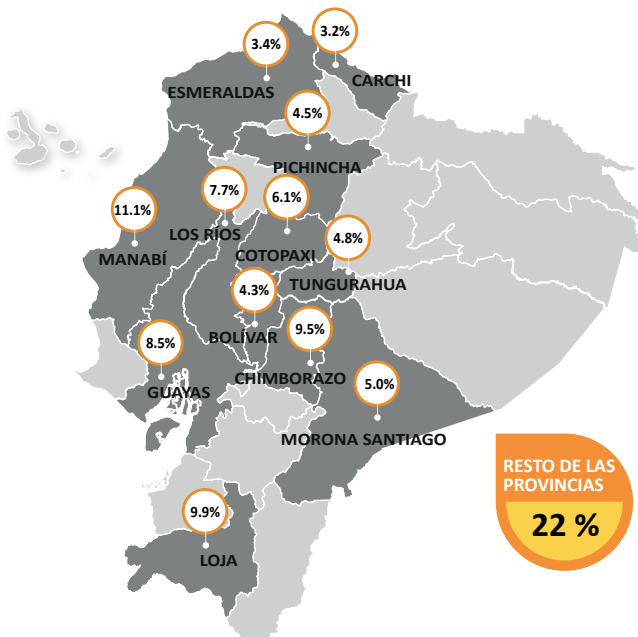 3.2%
3.4%
CARCHI
ESMERALDAS
4.5%
PICHINCHA
7.7%
6.1%
11.1%
LOS RÍOS
4.8%
COTOPAXI
MANABÍ
TUNGURAHUA
4.3%
9.5%
BOLÍVAR
8.5%
CHIMBORAZO
5.0%
GUAYAS
MORONA SANTIAGO
RESTO DE LAS
PROVINCIAS
22 %
9.9%
LOJA